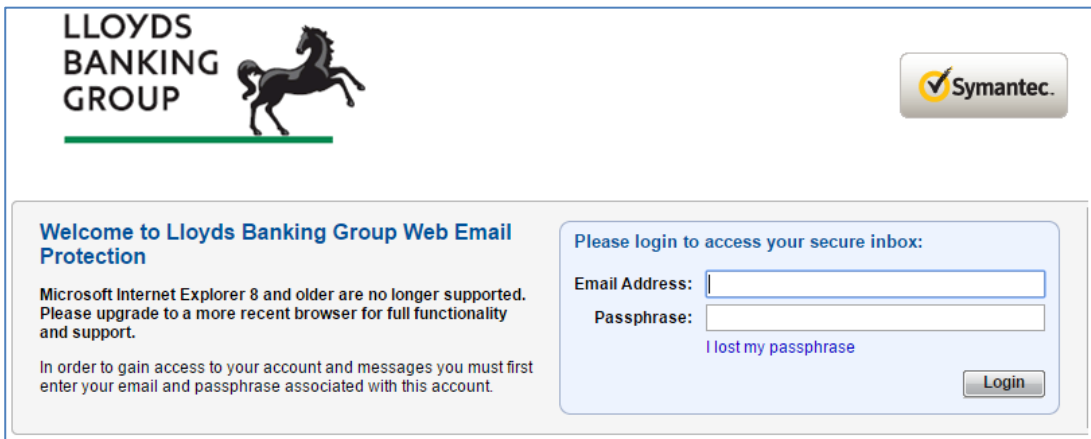 LLOYDS
BANKING
GROUP
Symantec.
Welcome to Lloyds Banking Group Web Email
Protection
Microsoft Internet Explorer 8 and older are no longer supported.
Please upgrade to a more recent browser for full functionality
and support.
In order to gain access to your account and messages you must first
enter your email and passphrase associated with this account.
Please login to access your secure inbox:
Email Address:
Passphrase:
I lost my passphrase
Login